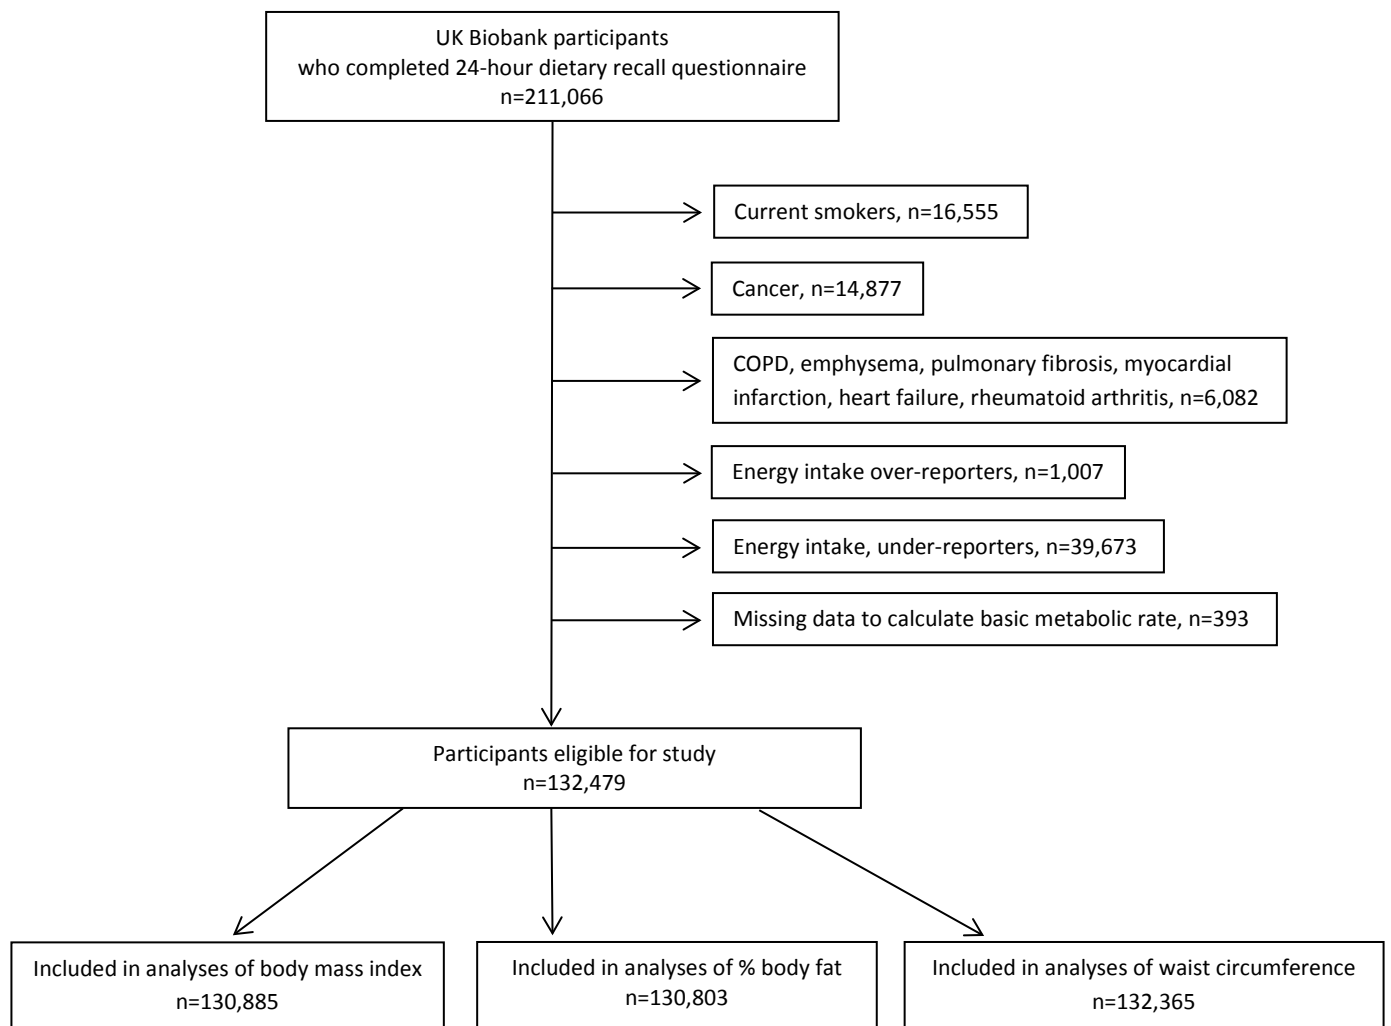 UK Biobank participants
who completed 24-hour dietary recall questionnaire
n=211,066
Current smokers, n=16,555
Cancer, n=14,877
COPD, emphysema, pulmonary fibrosis, myocardial
infarction, heart failure, rheumatoid arthritis, n=6,082
Energy intake over-reporters, n=1,007
Energy intake, under-reporters, n=39,673
Missing data to calculate basic metabolic rate, n=393
Participants eligible for study
n=132,479
Included in analyses of body mass index
n=130,885
Included in analyses of % body fat
n=130,803
Included in analyses of waist circumference
n=132,365